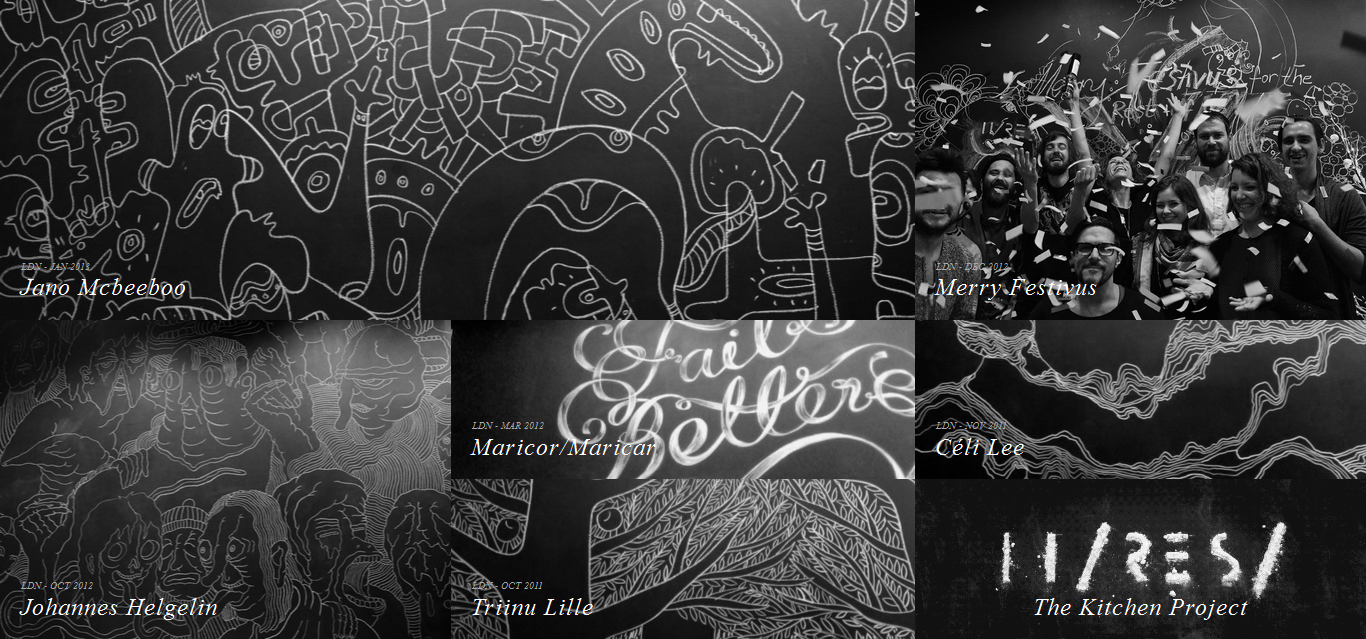 LDN - JAN 2013
Jano Mcbeeboo
Merry Festivus for the
H/RES
LDN - DEC 2012
Merry Festivus
Fail
Better
LDN - MAR 2012
Maricor/Maricar
LDN - NOV 2011
Céli Lee
LDN - OCT 2012
Johannes Helgelin
LDN - OCT 2011
Triinu Lille
H/RES/
The Kitchen Project